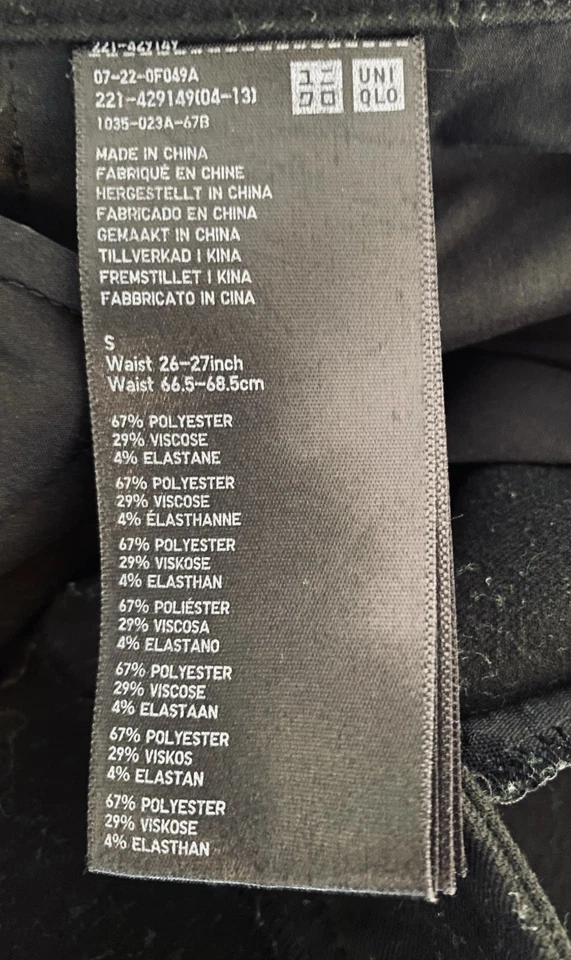 07-22-0F049A
221-429149(04-13)
1035-023A-67B
ユニ
クロ
UNI
QLO
MADE IN CHINA
FABRIQUÉ EN CHINE
HERGESTELLT IN CHINA
FABRICADO EN CHINA
GEMAAKT IN CHINA
TILLVERKAD I KINA
FREMSTILLET I KINA
FABBRICATO IN CINA
S
Waist 26-27inch
Waist 66.5-68.5cm
67% POLYESTER
29% VISCOSE
4% ELASTANE
67% POLYESTER
29% VISCOSE
4% ÉLASTHANNE
67% POLYESTER
29% VISKOSE
4% ELASTHAN
67% POLIÉSTER
29% VISCOSA
4% ELASTANO
67% POLYESTER
29% VISCOSE
4% ELASTAAN
67% POLYESTER
29% VISKOS
4% ELASTAN
67% POLYESTER
29% VISKOSE
4% ELASTHAN